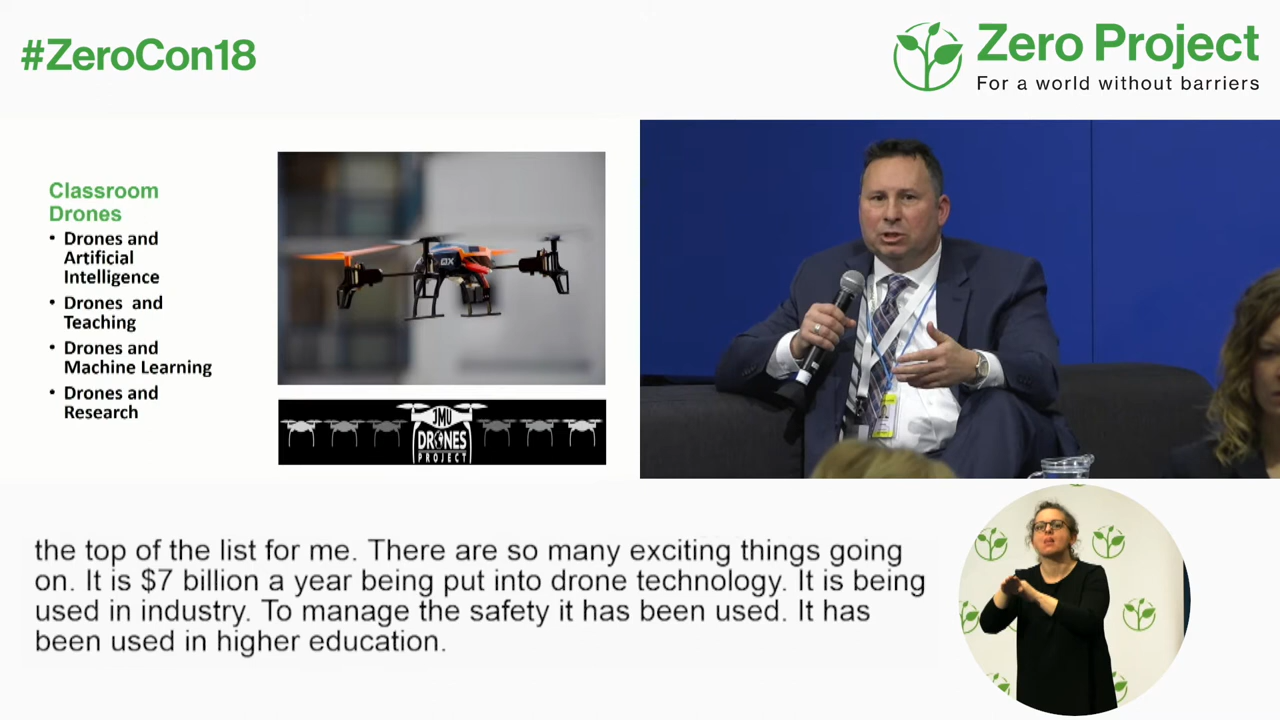 #ZeroCon18
Zero Project
For a world without barriers
Classroom
Drones
• Drones and
Artificial
Intelligence
• Drones and
Teaching
• Drones and
Machine Learning
• Drones and
Research
QX
JMU
DRONES
PROJECT
the top of the list for me. There are so many exciting things going
on. It is $7 billion a year being put into drone technology. It is being
used in industry. To manage the safety it has been used. It has
been used in higher education.